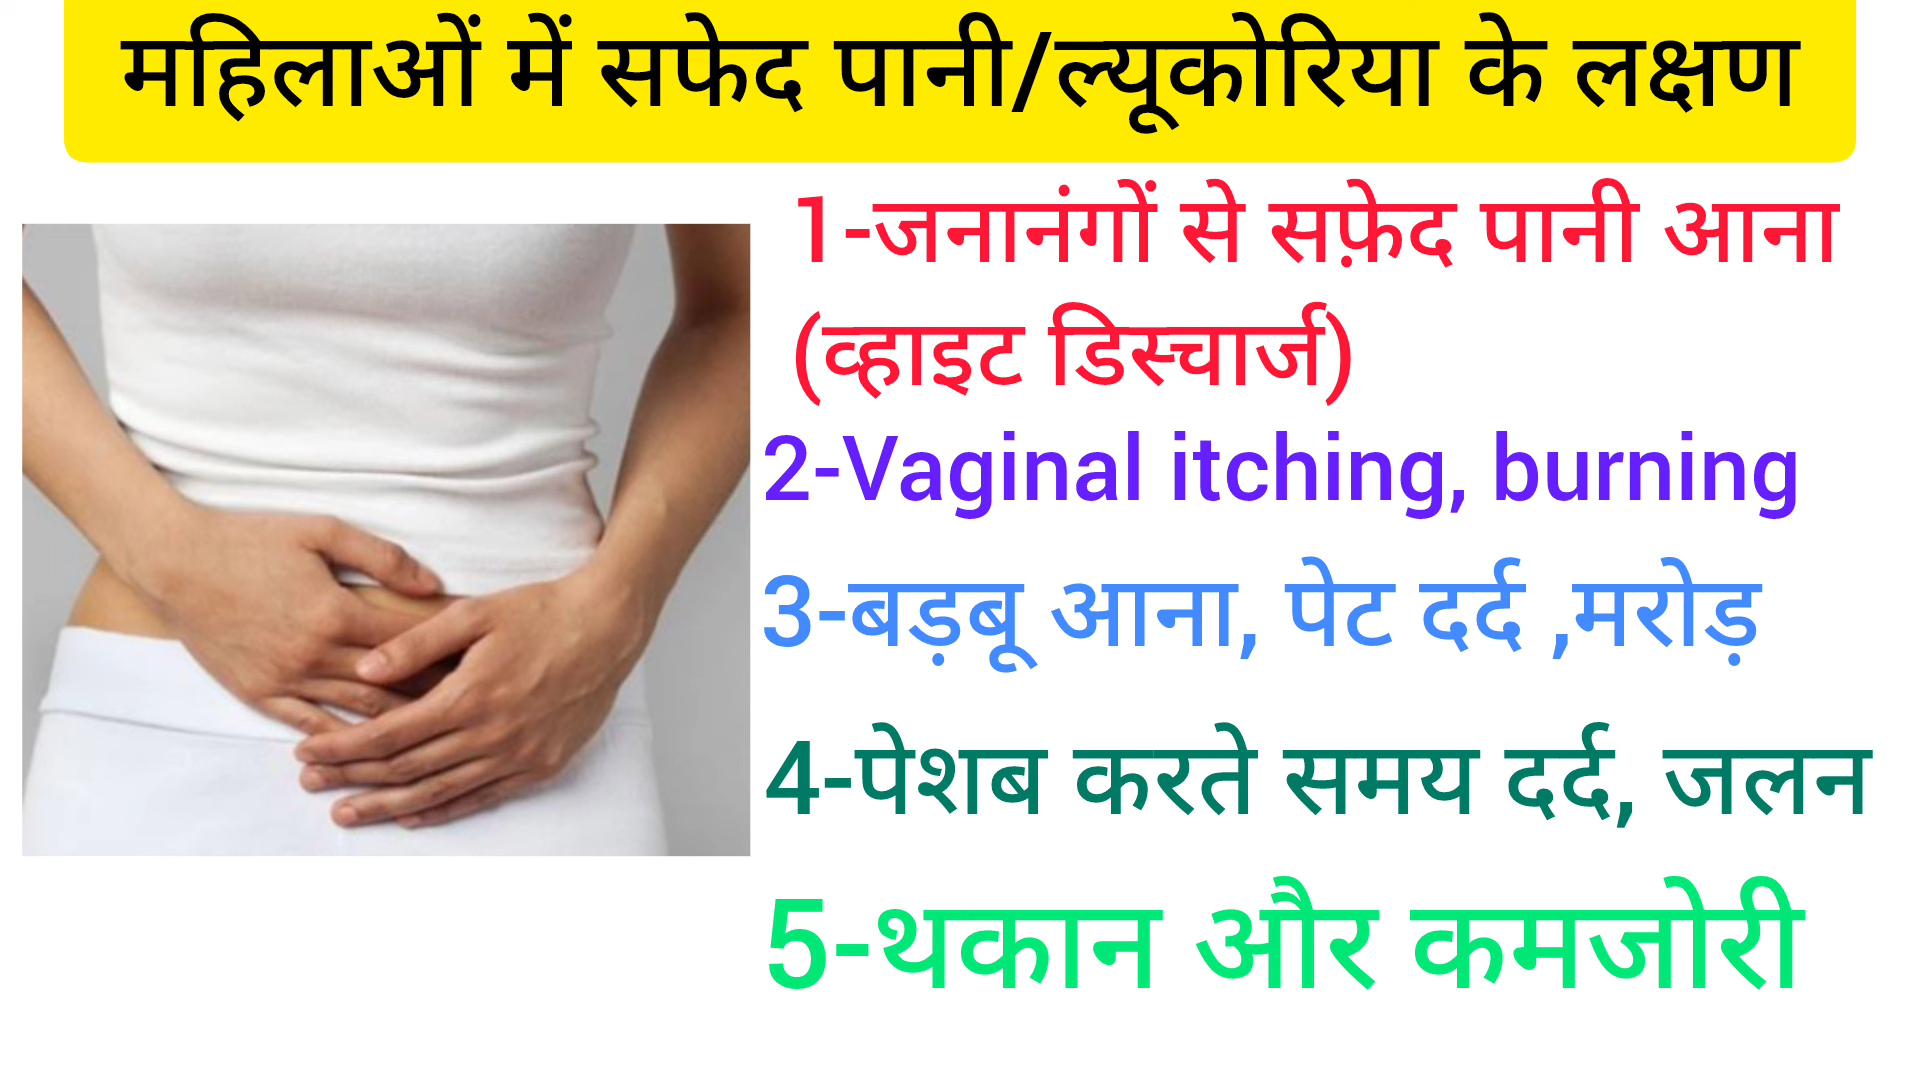 महिलाओं में सफेद पानी/ल्यूकोरिया के लक्षण
1-जनानंगों से सफ़ेद पानी आना
(व्हाइट डिस्चार्ज)
2-Vaginal itching, burning
3-बड़बू आना, पेट दर्द ,मरोड़
4-पेशब करते समय दर्द, जलन
5-थकान और कमजोरी